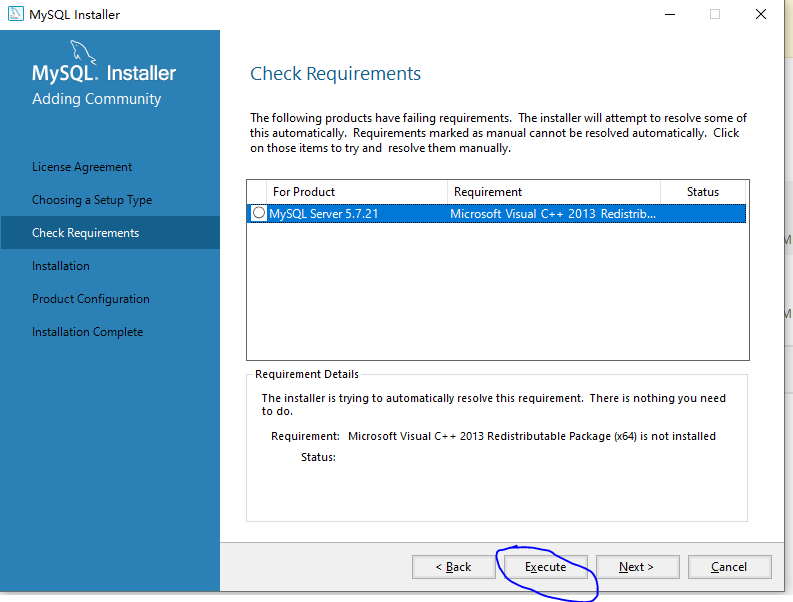 MySQL Installer
MySQL. Installer
Adding Community
License Agreement
Choosing a Setup Type
Check Requirements
Installation
Product Configuration
Installation Complete
Check Requirements
The following products have failing requirements. The installer will attempt to resolve some of
this automatically. Requirements marked as manual cannot be resolved automatically. Click
on those items to try and resolve them manually.
For Product Requirement Status
MySQL Server 5.7.21 Microsoft Visual C++ 2013 Redistrib...
Requirement Details
The installer is trying to automatically resolve this requirement. There is nothing you need
to do.
Requirement: Microsoft Visual C++ 2013 Redistributable Package (x64) is not installed
Status:
< Back Execute Next > Cancel
M
M